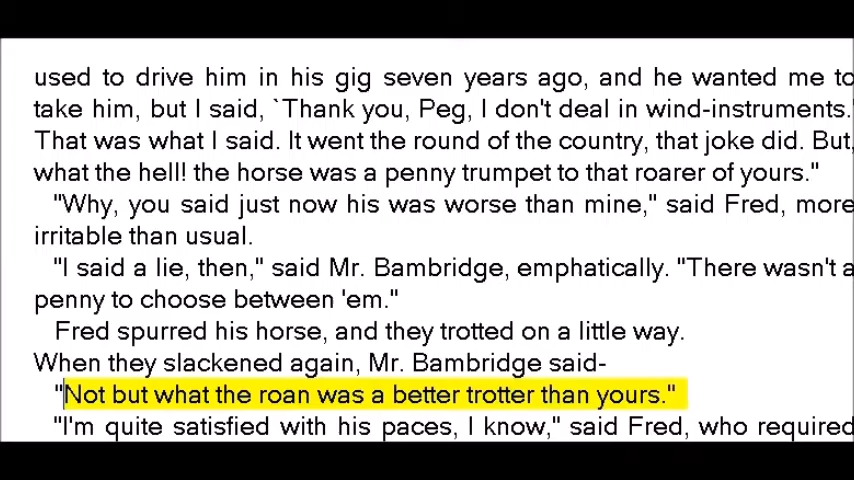 used to drive him in his gig seven years ago, and he wanted me to
take him, but I said, `Thank you, Peg, I don't deal in wind-instruments.'
That was what I said. It went the round of the country, that joke did. But,
what the hell! the horse was a penny trumpet to that roarer of yours."
"Why, you said just now his was worse than mine," said Fred, more
irritable than usual.
"I said a lie, then," said Mr. Bambridge, emphatically. "There wasn't a
penny to choose between 'em."
Fred spurred his horse, and they trotted on a little way.
When they slackened again, Mr. Bambridge said-
"Not but what the roan was a better trotter than yours."
"I'm quite satisfied with his paces, I know," said Fred, who required